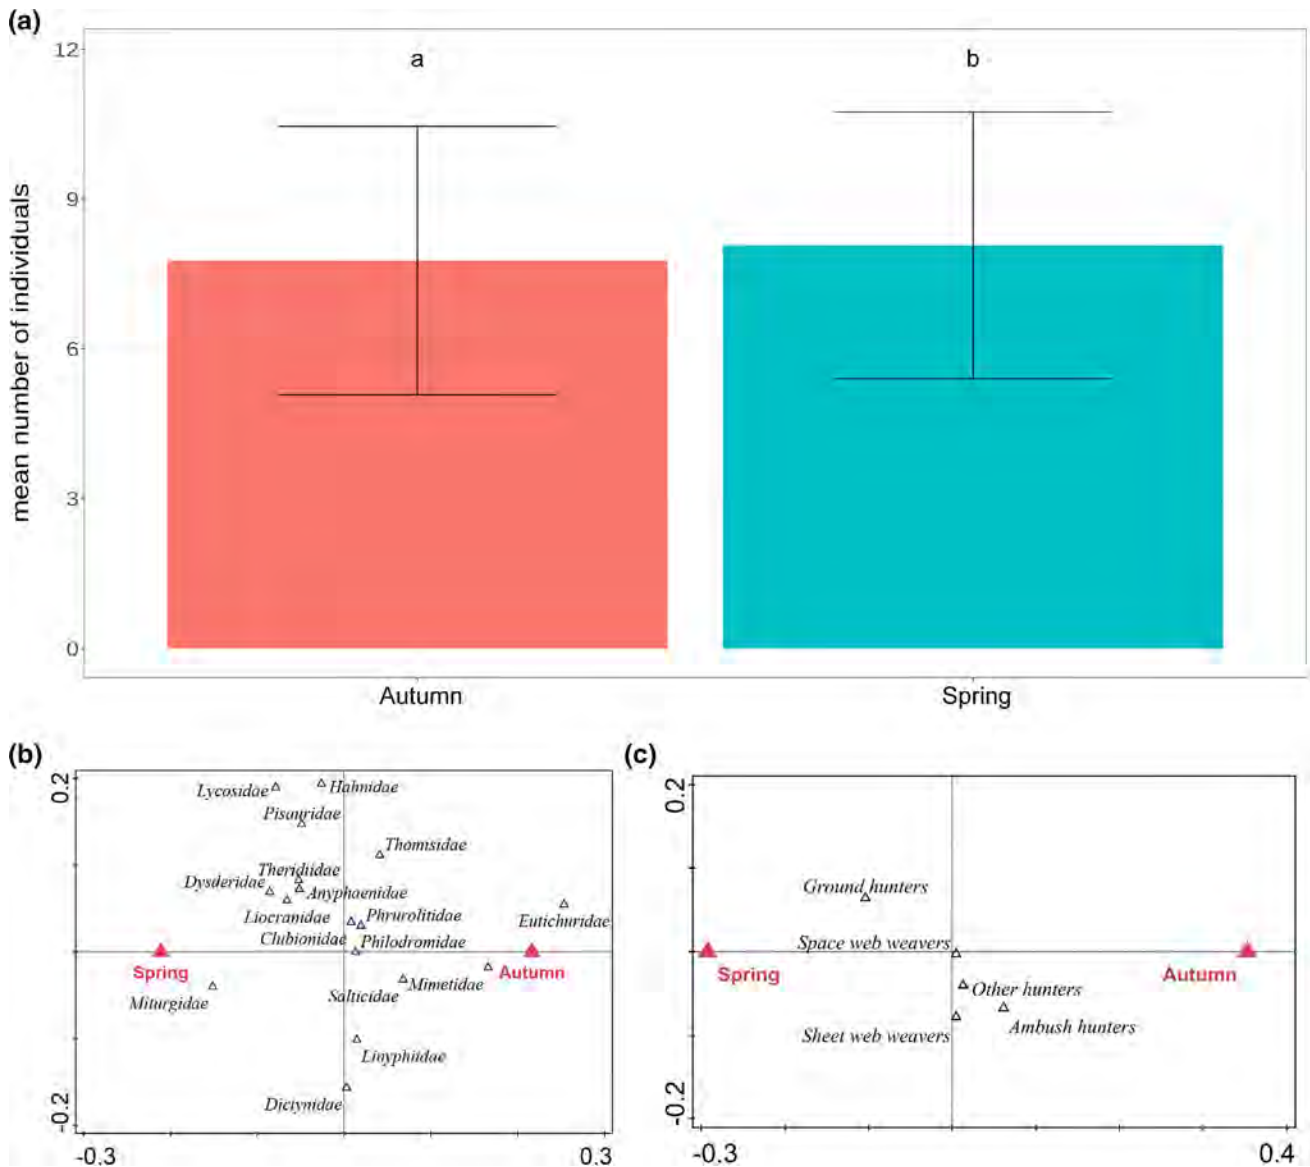 (a)
12
a
b
9
6
3
0
mean number of individuals
Autumn
Spring
(b)
0.2
Lycosidae
Hahnidae
Pisauridae
Thomisidae
Theridiidae
Dysderidae
Anyphaenidae
Liocranidae
Phrurolitidae
Eutichuridae
Clubionidae
Philodromidae
Spring
Autumn
Miturgidae
Salticidae
Mimetidae
Linyphiidae
Dictynidae
-0.2
-0.3
0.3
(c)
0.2
Ground hunters
Space web weavers
Spring
Autumn
Other hunters
Ambush hunters
Sheet web weavers
-0.2
-0.3
0.4